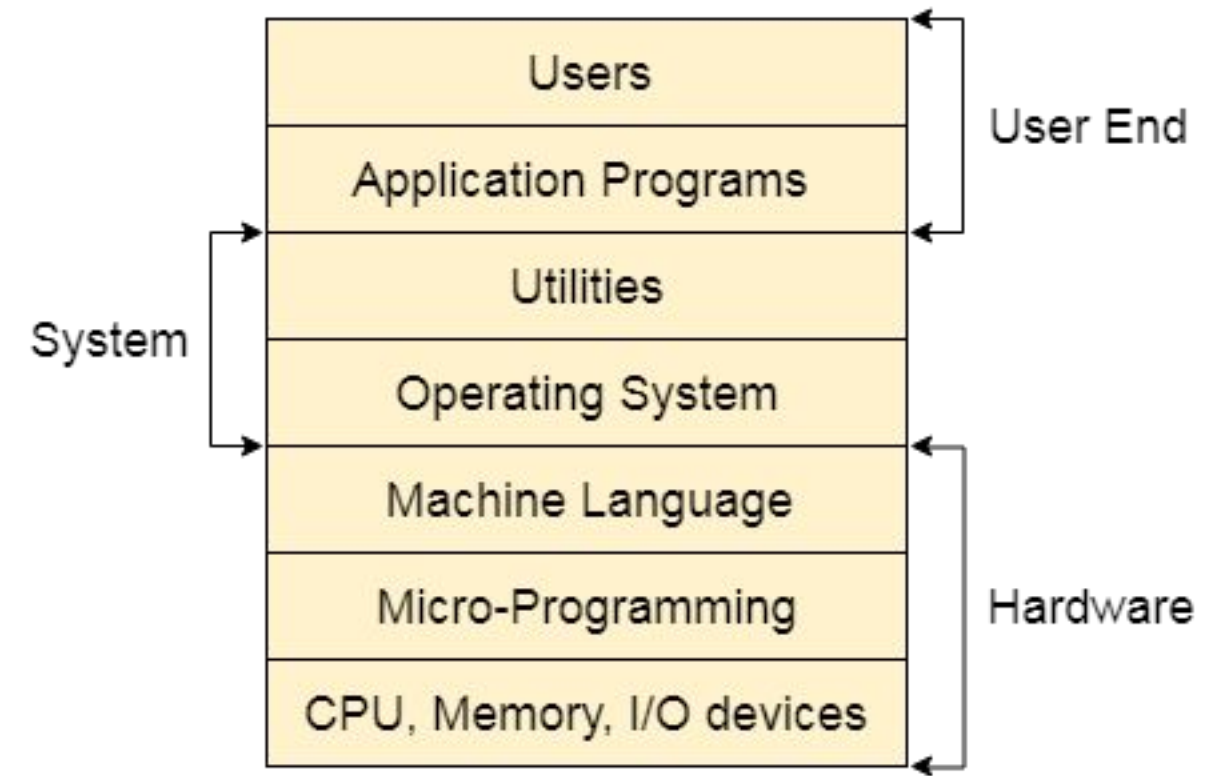 Users
User End
Application Programs
Utilities
System
Operating System
Machine Language
Micro-Programming
Hardware
CPU, Memory, I/O devices